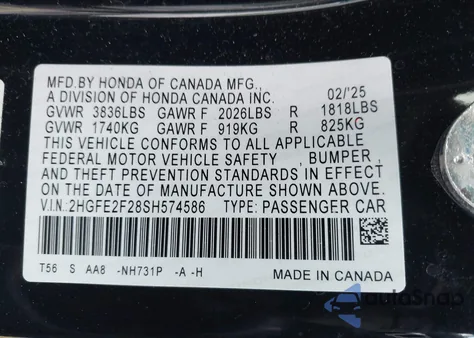 MFD.BY HONDA OF CANADA MFG.,
A DIVISION OF HONDA CANADA INC. 02/'25
GVWR 3836LBS GAWR F 2026LBS R 1818LBS
GVWR 1740KG GAWR F 919KG R 825KG
THIS VEHICLE CONFORMS TO ALL APPLICABLE
FEDERAL MOTOR VEHICLE SAFETY , BUMPER ,
AND THEFT PREVENTION STANDARDS IN EFFECT
ON THE DATE OF MANUFACTURE SHOWN ABOVE.
V.I.N.:2HGFE2F28SH574586 TYPE: PASSENGER CAR
T56 S AA8 -NH731P -A -H
MADE IN CANADA
AutoSnap